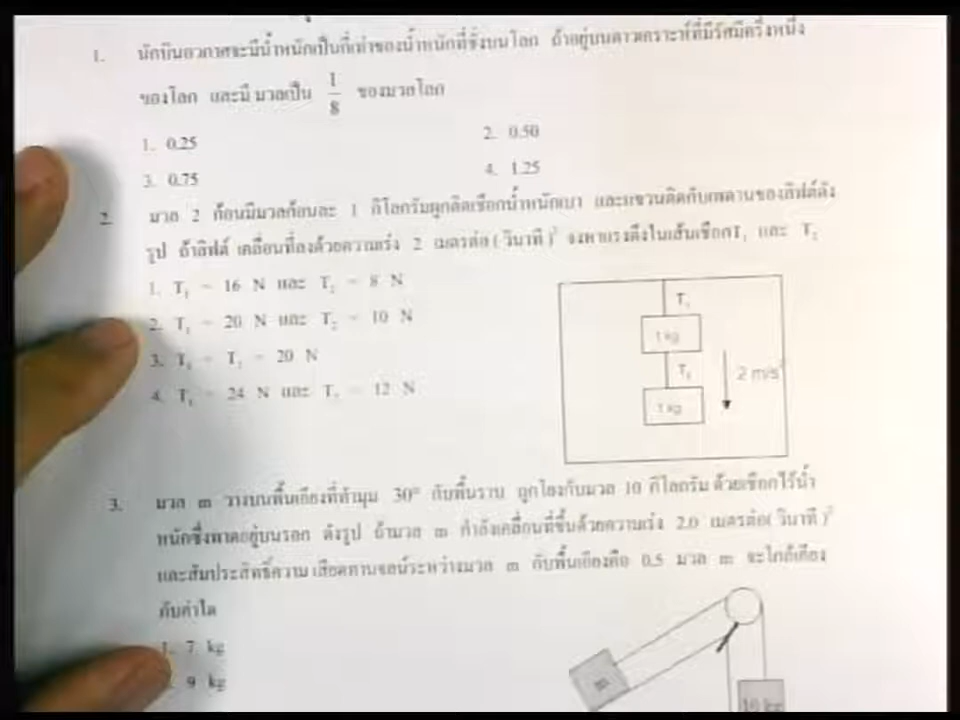 1. นักบินอวกาศจะมีน้ำหนักเป็นกี่เท่าของน้ำหนักที่ชั่งบนโลก ถ้าอยู่บนดาวเคราะห์ที่มีรัศมีครึ่งหนึ่ง
ของโลก และมีมวลเป็น 1/8 ของมวลโลก
1. 0.25 2. 0.50
3. 0.75 4. 1.25
2. มวล 2 ก้อนมีมวลก้อนละ 1 กิโลกรัมผูกติดเชือกน้ำหนักเบา และแขวนติดกับเพดานของลิฟต์ดัง
รูป ถ้าลิฟต์ เคลื่อนที่ลงด้วยความเร่ง 2 เมตรต่อ(วินาที)² จงหาแรงตึงในเส้นเชือกT₁ และ T₂
1. T₁ = 16 N และ T₂ = 8 N
2. T₁ = 20 N และ T₂ = 10 N
3. T₁ = T₂ = 20 N
4. T₁ = 24 N และ T₂ = 12 N
T₁
1 kg
T₂
2 m/s²
1 kg
3. มวล m วางบนพื้นเอียงที่ทำมุม 30° กับพื้นราบ ถูกโยงกับมวล 10 กิโลกรัม ด้วยเชือกไร้น้ำ
หนักซึ่งพาดอยู่บนรอก ดังรูป ถ้ามวล m กำลังเคลื่อนที่ขึ้นด้วยความเร่ง 2.0 เมตรต่อ(วินาที)²
และสัมประสิทธิ์ความเสียดทานจลน์ระหว่างมวล m กับพื้นเอียงคือ 0.5 มวล m จะใกล้เคียง
กับค่าใด
1. 7 kg
9 kg
m
10 kg